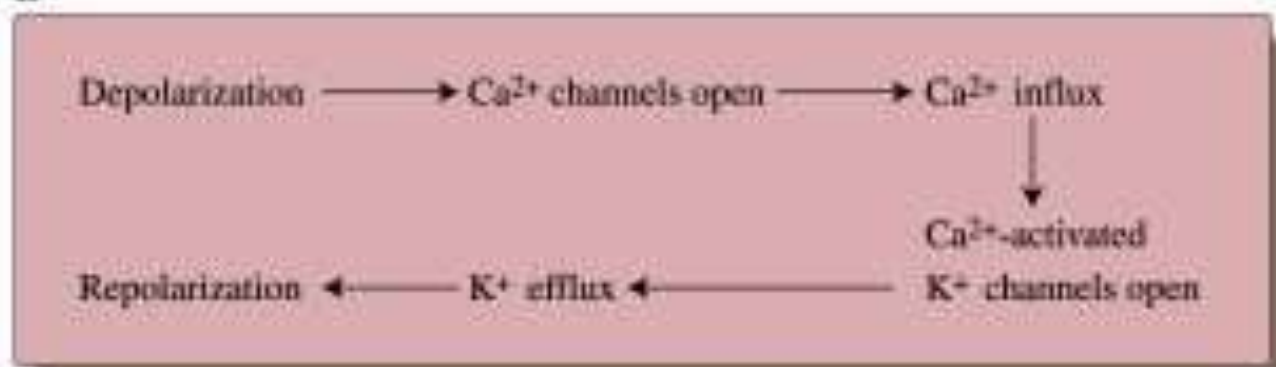 Depolarization Ca²⁺ channels open Ca²⁺ influx
Ca²⁺-activated
Repolarization K⁺ efflux K⁺ channels open